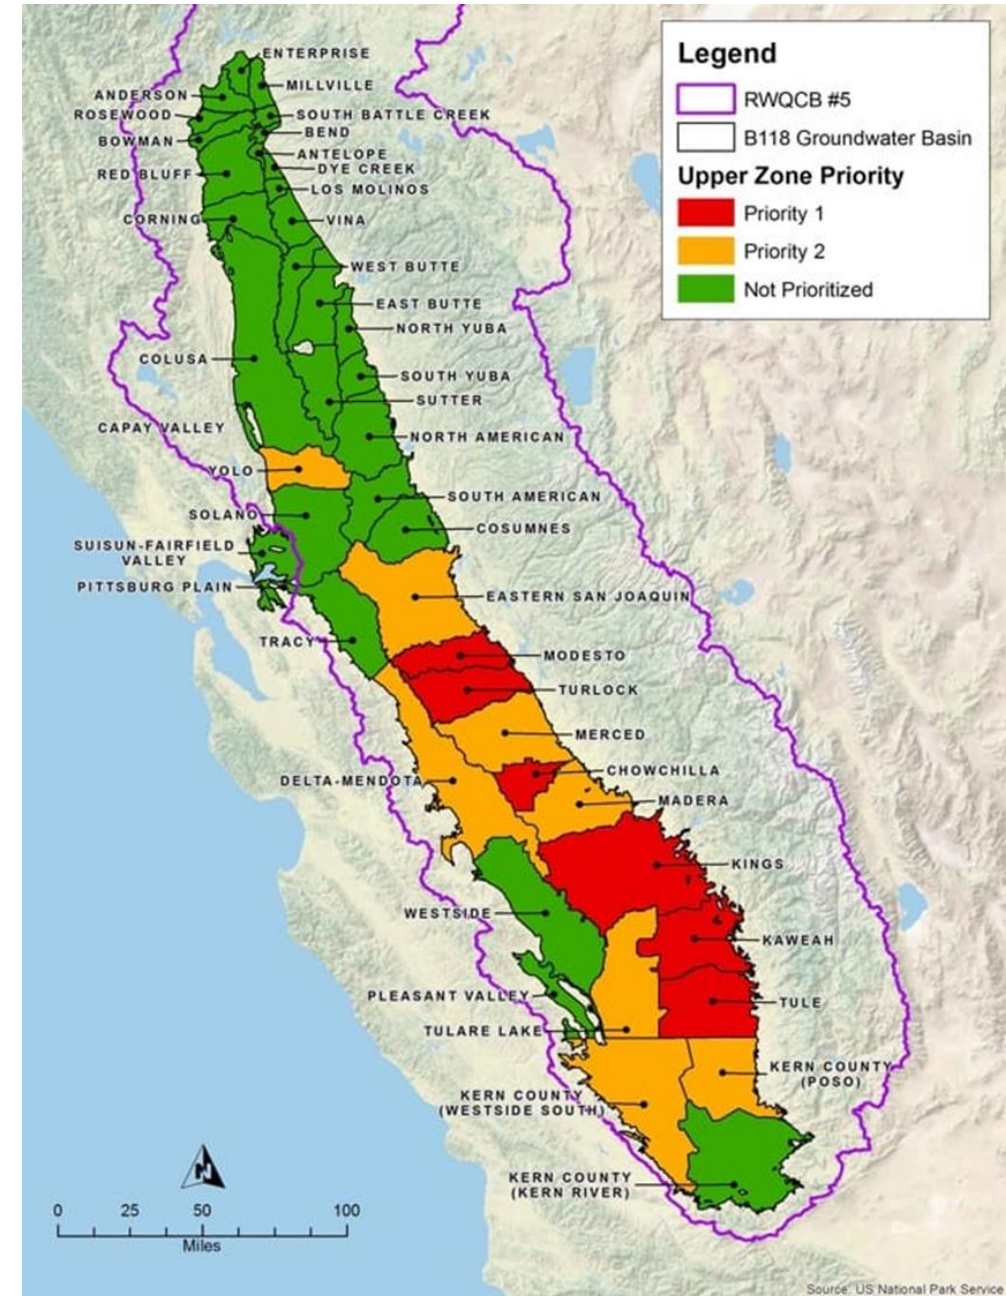 Legend
RWQCB #5
B118 Groundwater Basin
Upper Zone Priority
Priority 1
Priority 2
Not Prioritized
ENTERPRISE
MILLVILLE
ANDERSON
ROSEWOOD
SOUTH BATTLE CREEK
BEND
BOWMAN
ANTELOPE
DYE CREEK
RED BLUFF
LOS MOLINOS
CORNING
VINA
WEST BUTTE
EAST BUTTE
NORTH YUBA
COLUSA
SOUTH YUBA
SUTTER
CAPAY VALLEY
NORTH AMERICAN
YOLO
SOUTH AMERICAN
SOLANO
COSUMNES
SUISUN-FAIRFIELD
VALLEY
PITTSBURG PLAIN
EASTERN SAN JOAQUIN
TRACY
MODESTO
TURLOCK
MERCED
CHOWCHILLA
DELTA-MENDOTA
MADERA
KINGS
WESTSIDE
KAWEAH
PLEASANT VALLEY
TULE
TULARE LAKE
KERN COUNTY
(POSO)
KERN COUNTY
(WESTSIDE SOUTH)
KERN COUNTY
(KERN RIVER)
N
0 25 50 100
Miles
Source: US National Park Service